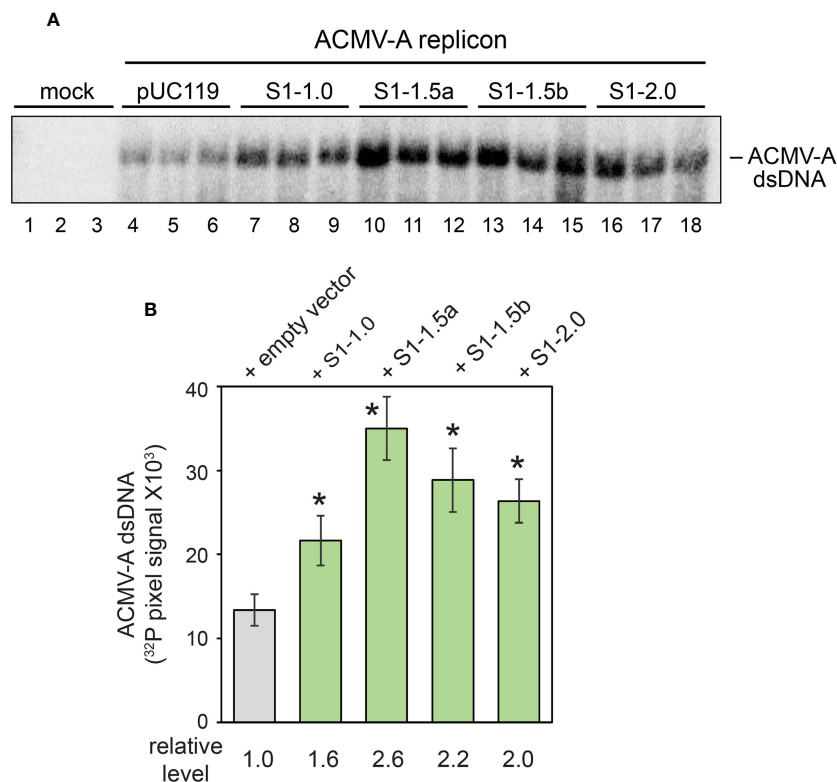 A
ACMV-A replicon
mock pUC119 S1-1.0 S1-1.5a S1-1.5b S1-2.0
– ACMV-A
dsDNA
1 2 3 4 5 6 7 8 9 10 11 12 13 14 15 16 17 18
B
+ empty vector
+ S1-1.0
+ S1-1.5a
+ S1-1.5b
+ S1-2.0
ACMV-A dsDNA
(³²P pixel signal X10³)
40
30
20
10
0
* * * *
relative
level
1.0 1.6 2.6 2.2 2.0